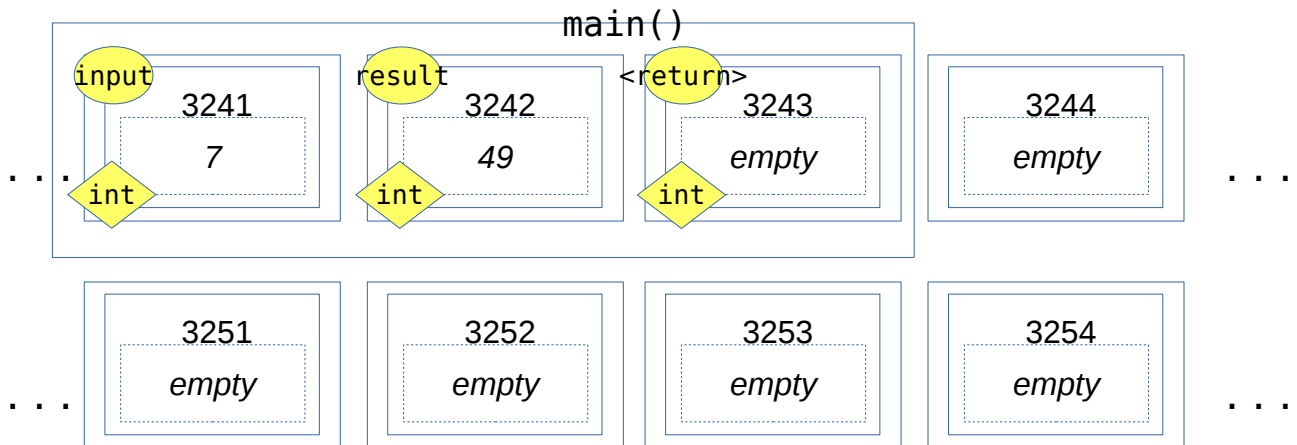 main()
input result <return>
3241 3242 3243 3244
7 49 empty empty
... ...
int int int
3251 3252 3253 3254
empty empty empty empty
... ...